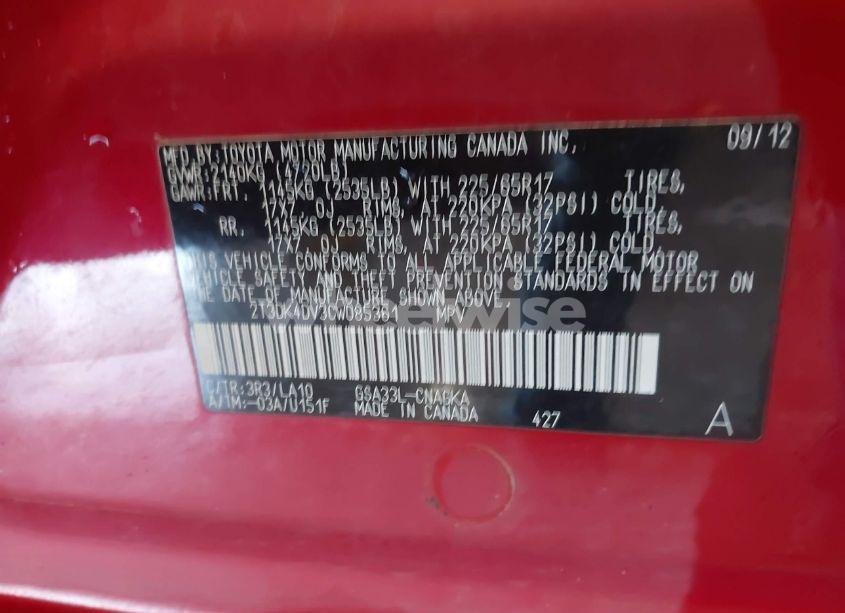 MFD.BY:TOYOTA MOTOR MANUFACTURING CANADA INC. 09/12
GVWR:2140KG (4720LB)
GAWR:FRT. 1145KG (2535LB) WITH 225/65R17 TIRES,
17X7.0J RIMS, AT 220KPA (32PSI) COLD,
RR. 1145KG (2535LB) WITH 225/65R17 TIRES,
17X7.0J RIMS, AT 220KPA (32PSI) COLD.
THIS VEHICLE CONFORMS TO ALL APPLICABLE FEDERAL MOTOR
VEHICLE SAFETY AND THEFT PREVENTION STANDARDS IN EFFECT ON
THE DATE OF MANUFACTURE SHOWN ABOVE.
2T3DK4DV3CW085361 MPV
C/TR:3R3/LA10 GSA33L-CNAGKA
A/TM:-03A/U151F MADE IN CANADA 427 A